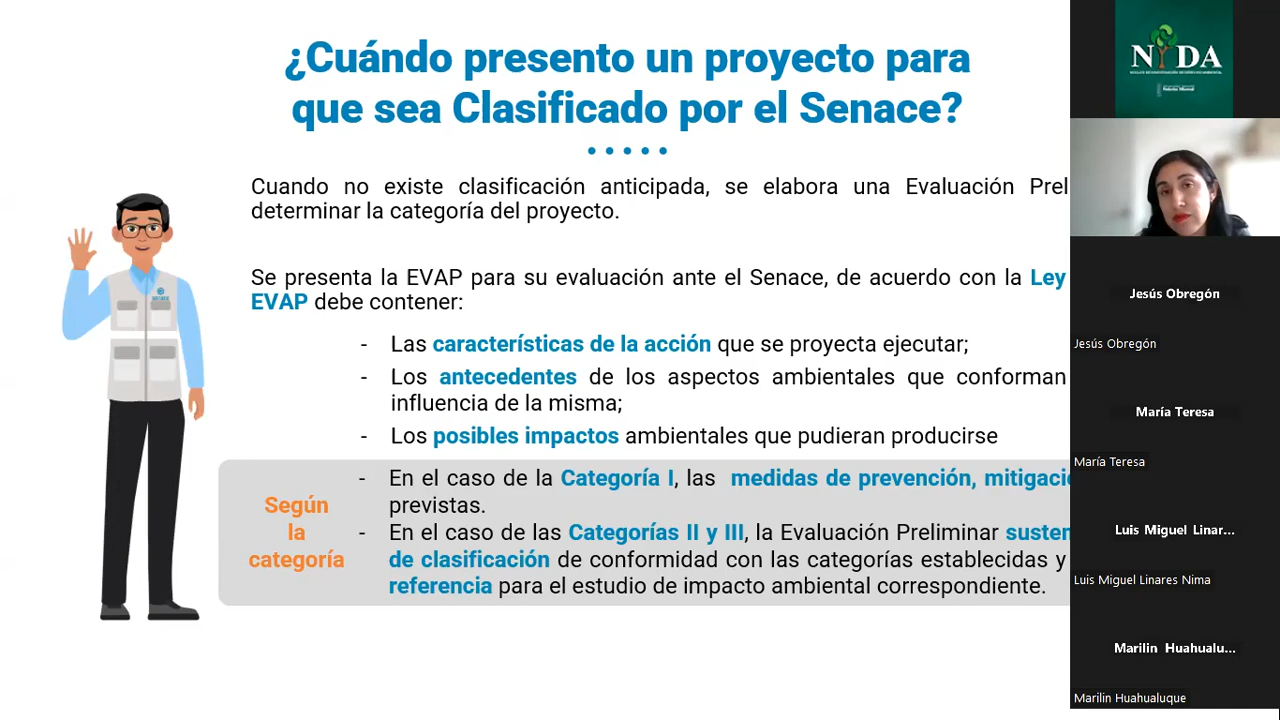 ¿Cuándo presento un proyecto para
que sea Clasificado por el Senace?
Cuando no existe clasificación anticipada, se elabora una Evaluación Prel
determinar la categoría del proyecto.
Se presenta la EVAP para su evaluación ante el Senace, de acuerdo con la Ley
EVAP debe contener:
- Las características de la acción que se proyecta ejecutar;
- Los antecedentes de los aspectos ambientales que conforman
influencia de la misma;
- Los posibles impactos ambientales que pudieran producirse
Según
la
categoría
- En el caso de la Categoría I, las medidas de prevención, mitigació
previstas.
- En el caso de las Categorías II y III, la Evaluación Preliminar susten
de clasificación de conformidad con las categorías establecidas y
referencia para el estudio de impacto ambiental correspondiente.
NIDA
Jesús Obregón
Jesús Obregón
María Teresa
María Teresa
Luis Miguel Linar...
Luis Miguel Linares Nima
Marilin Huahualu...
Marilin Huahualuque